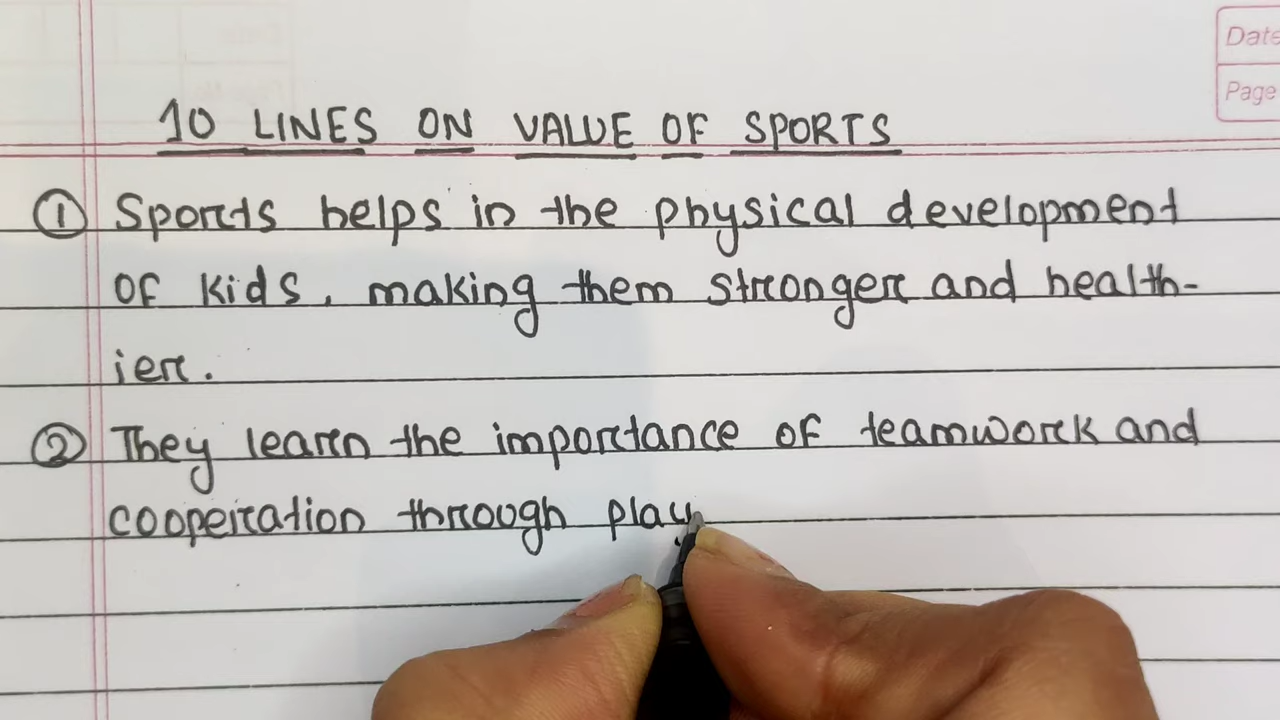 Date
Page
10 LINES ON VALUE OF SPORTS
① Sports helps in the physical development
of kids, making them stronger and health-
ier.
② They learn the importance of teamwork and
cooperation through play